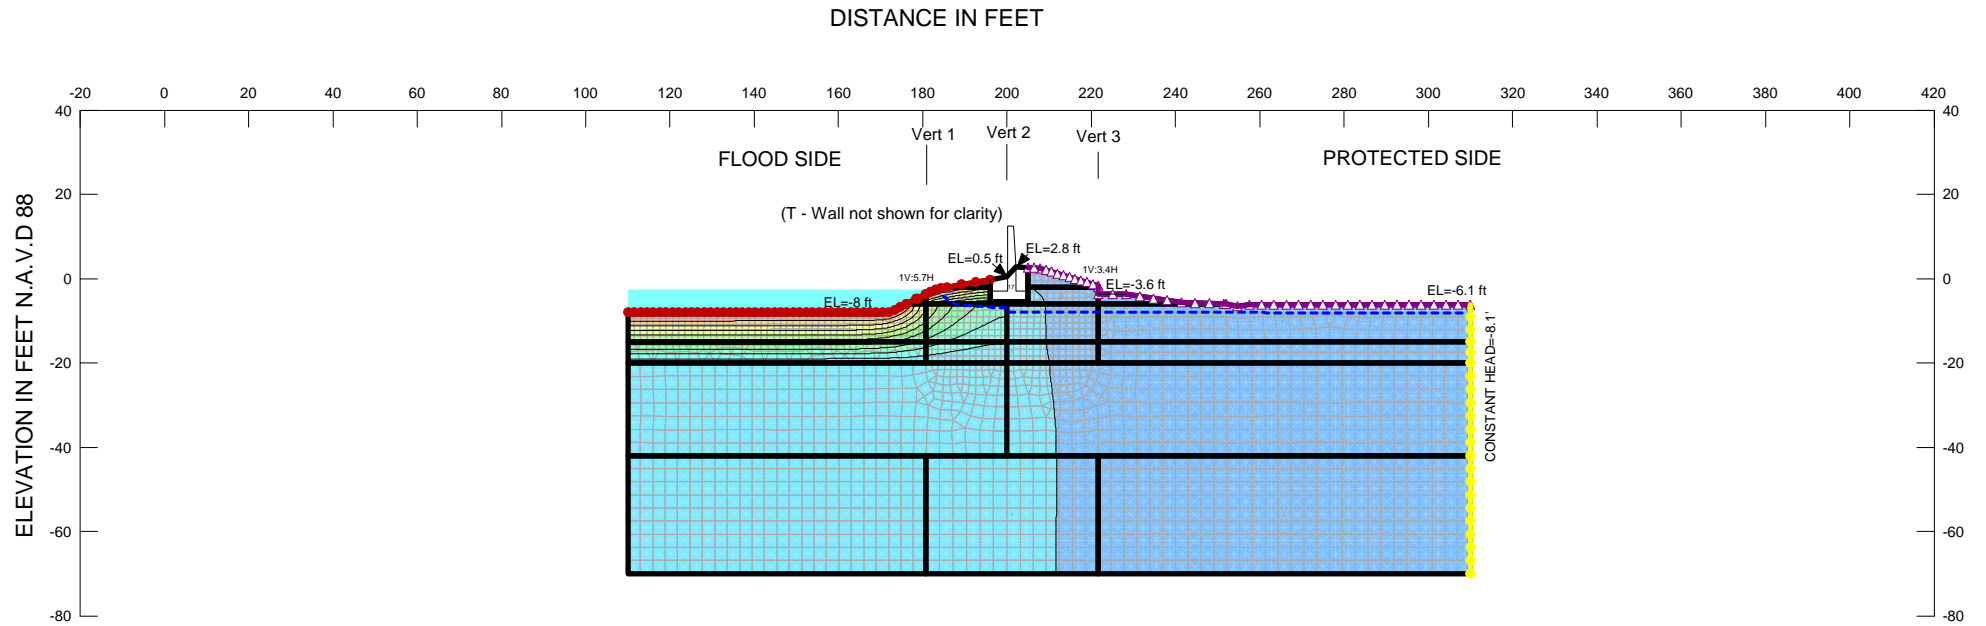 DISTANCE IN FEET
-20 0 20 40 60 80 100 120 140 160 180 200 220 240 260 280 300 320 340 360 380 400 420
40 40
Vert 1 Vert 2 Vert 3
FLOOD SIDE PROTECTED SIDE
20 20
(T - Wall not shown for clarity)
EL=0.5 ft EL=2.8 ft
0 1V:5.7H 1V:3.4H 0
17
EL=-8 ft EL=-3.6 ft EL=-6.1 ft
-20 -20
-40 -40
-60 -60
-80 -80
ELEVATION IN FEET N.A.V.D 88
CONSTANT HEAD=-8.1'